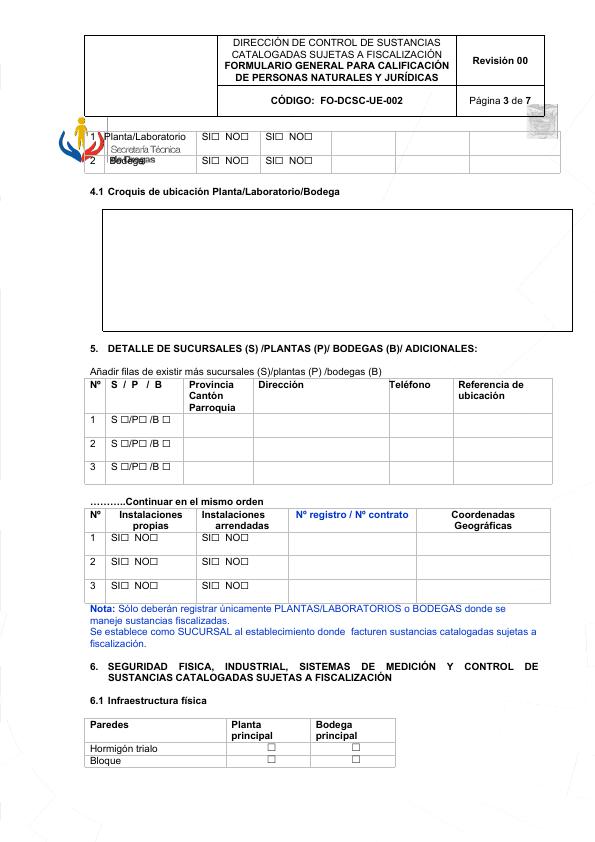 DIRECCIÓN DE CONTROL DE SUSTANCIAS
CATALOGADAS SUJETAS A FISCALIZACIÓN
FORMULARIO GENERAL PARA CALIFICACIÓN
DE PERSONAS NATURALES Y JURÍDICAS
Revisión 00
CÓDIGO: FO-DCSC-UE-002
Página 3 de 7
1 Planta/Laboratorio SI☐ NO☐ SI☐ NO☐
Secretaría Técnica
de Drogas
2 Bodega SI☐ NO☐ SI☐ NO☐
4.1 Croquis de ubicación Planta/Laboratorio/Bodega
5. DETALLE DE SUCURSALES (S) /PLANTAS (P)/ BODEGAS (B)/ ADICIONALES:
Añadir filas de existir más sucursales (S)/plantas (P) /bodegas (B)
Nº S / P / B Provincia Dirección Teléfono Referencia de
Cantón ubicación
Parroquia
1 S ☐/P☐ /B ☐
2 S ☐/P☐ /B ☐
3 S ☐/P☐ /B ☐
………..Continuar en el mismo orden
Nº Instalaciones Instalaciones Nº registro / Nº contrato Coordenadas
propias arrendadas Geográficas
1 SI☐ NO☐ SI☐ NO☐
2 SI☐ NO☐ SI☐ NO☐
3 SI☐ NO☐ SI☐ NO☐
Nota: Sólo deberán registrar únicamente PLANTAS/LABORATORIOS o BODEGAS donde se
maneje sustancias fiscalizadas.
Se establece como SUCURSAL al establecimiento donde facturen sustancias catalogadas sujetas a
fiscalización.
6. SEGURIDAD FISICA, INDUSTRIAL, SISTEMAS DE MEDICIÓN Y CONTROL DE
SUSTANCIAS CATALOGADAS SUJETAS A FISCALIZACIÓN
6.1 Infraestructura física
Paredes Planta Bodega
principal principal
Hormigón trialo ☐ ☐
Bloque ☐ ☐